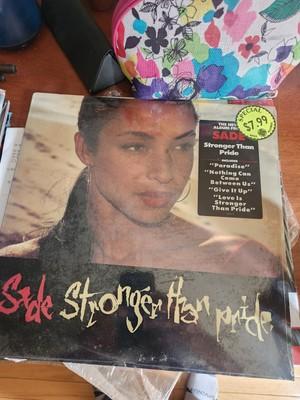 SPECIAL
$7.99
THE NEW
ALBUM FROM
SADE
Stronger Than
Pride
INCLUDES
"Paradise"
"Nothing Can
Come
Between Us"
"Give It Up"
"Love Is
Stronger
Than Pride"
Sade Stronger than pride